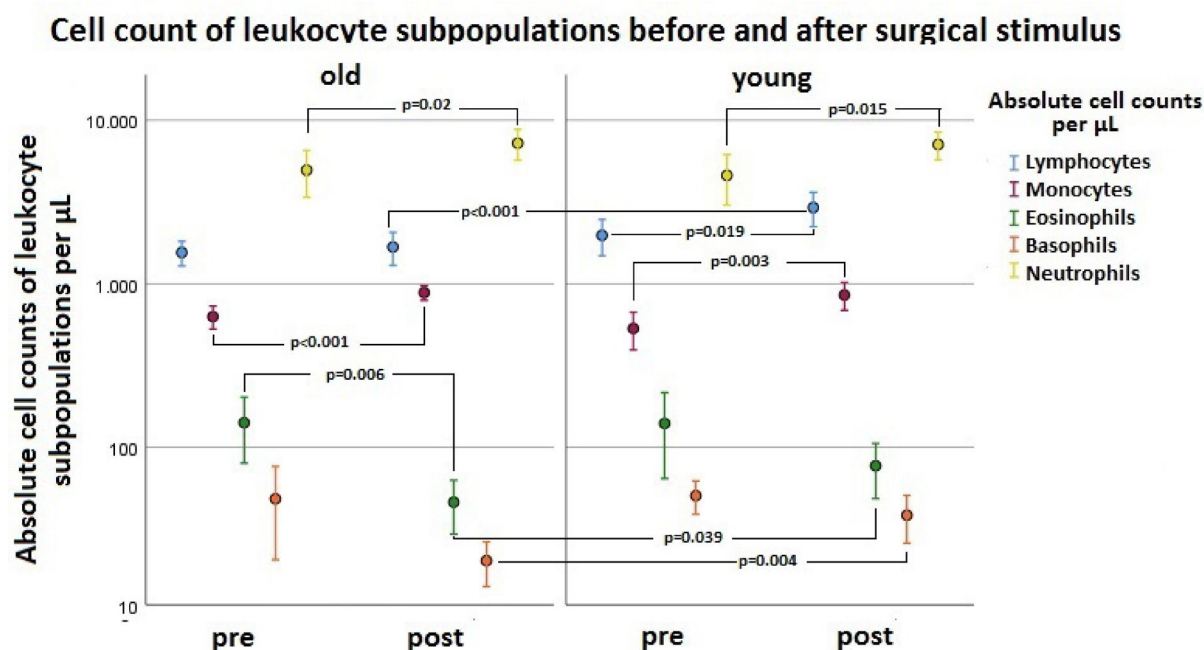 Cell count of leukocyte subpopulations before and after surgical stimulus
old
young
Absolute cell counts of leukocyte
subpopulations per µL
10.000
1.000
100
10
p=0.02
p=0.015
p<0.001
p=0.019
p=0.003
p<0.001
p=0.006
p=0.039
p=0.004
pre
post
pre
post
Absolute cell counts
per µL
Lymphocytes
Monocytes
Eosinophils
Basophils
Neutrophils